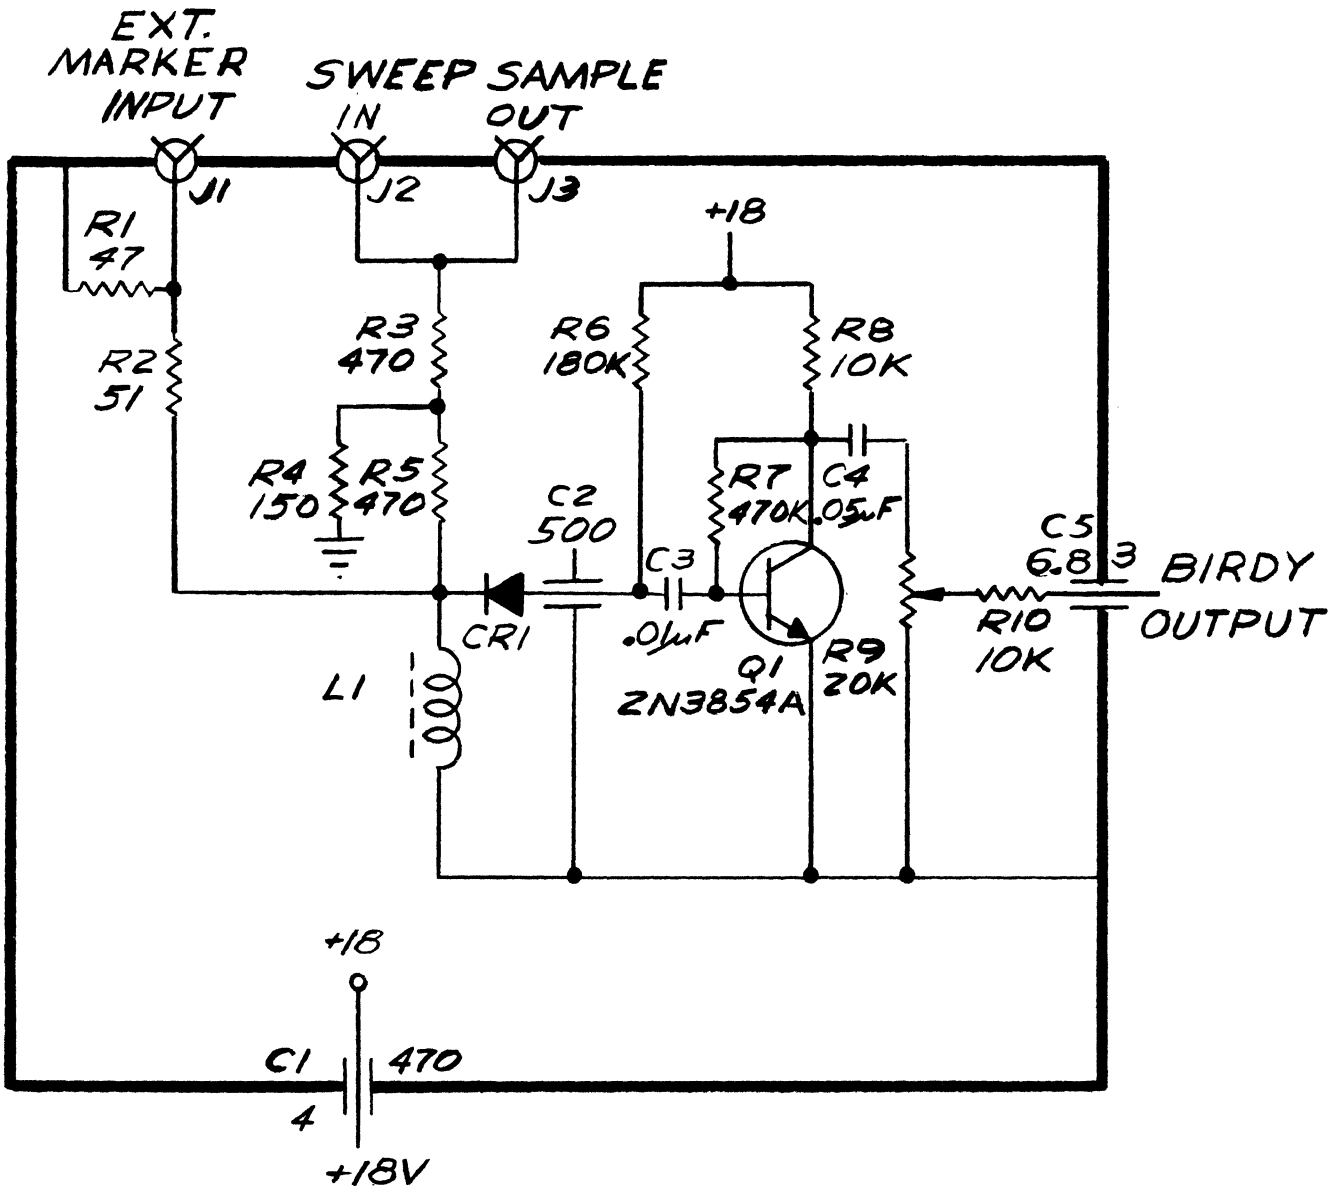 EXT.
MARKER
INPUT
SWEEP SAMPLE
IN
OUT
J1
J2
J3
R1
47
R2
51
R3
470
R4
150
R5
470
+18
R6
180K
R8
10K
R7
470K
C4
.05µF
C2
500
C3
.01µF
CR1
L1
Q1
2N3854A
R9
20K
R10
10K
C5
6.8
3
BIRDY
OUTPUT
+18
C1
470
4
+18V